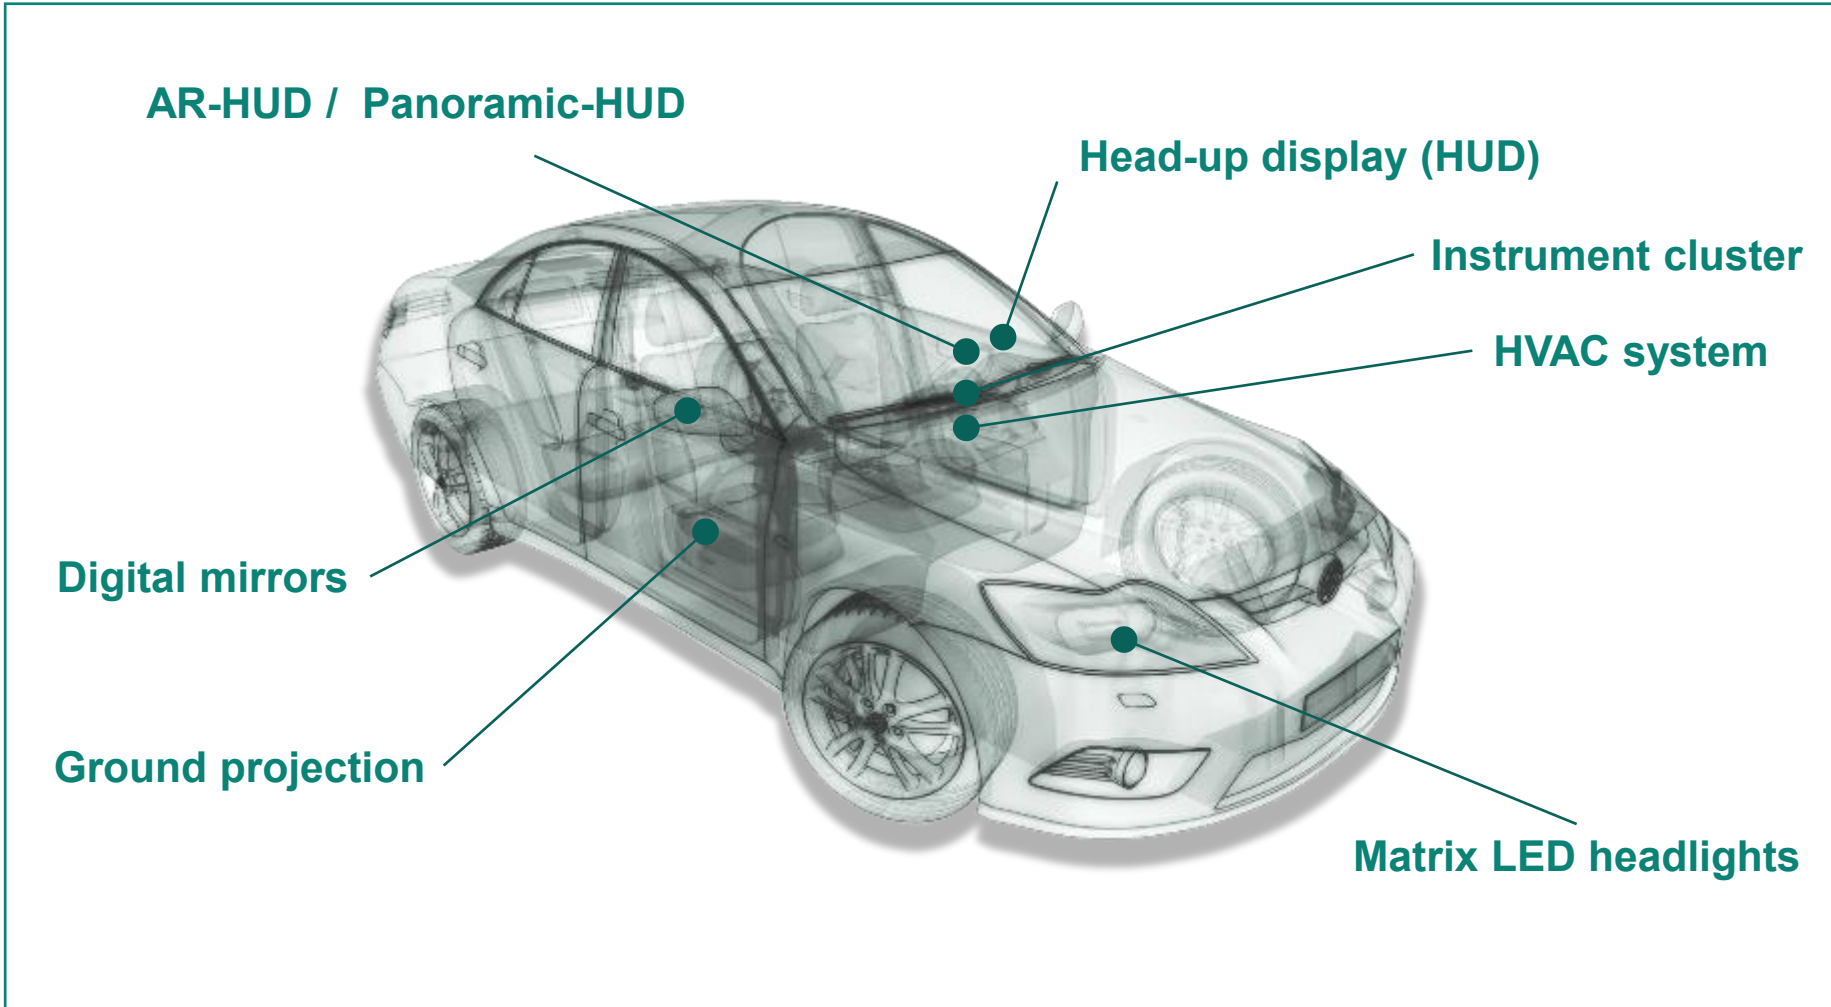 AR-HUD /  Panoramic-HUD
Head-up display (HUD)
Instrument cluster
HVAC system
Digital mirrors
Ground projection
Matrix LED headlights